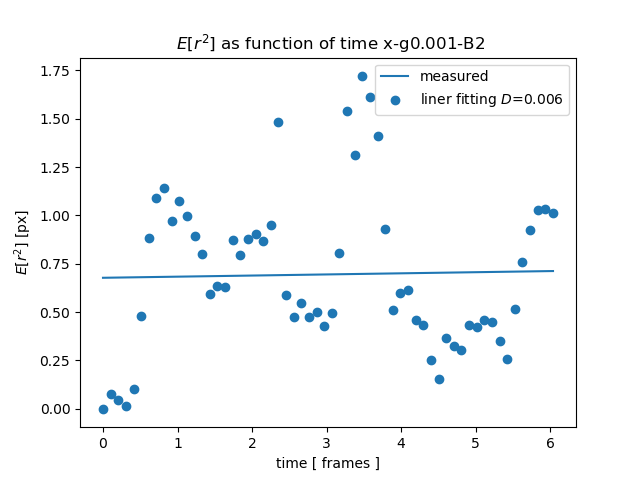 E[r²] as function of time x-g0.001-B2
measured
liner fitting D=0.006
1.75
1.50
1.25
1.00
0.75
0.50
0.25
0.00
E[r²] [px]
0 1 2 3 4 5 6
time [ frames ]